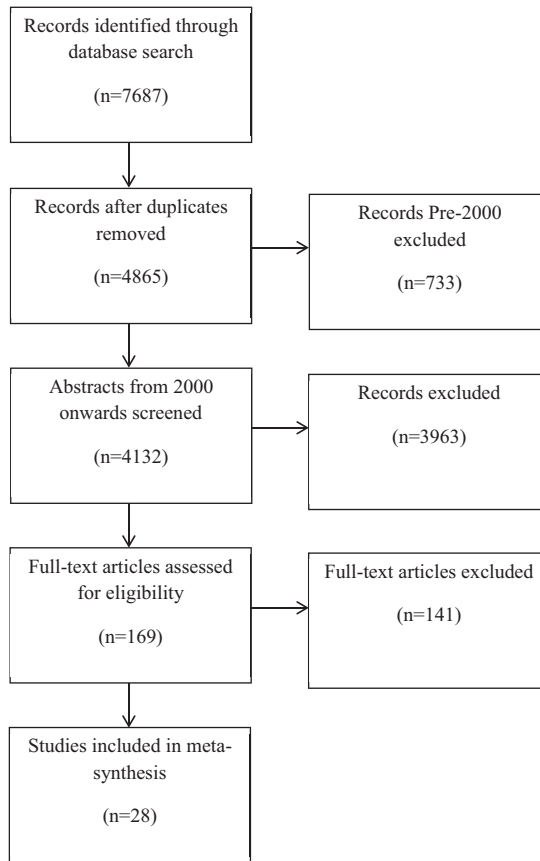 Records identified through
database search
(n=7687)
Records after duplicates
removed
(n=4865)
Records Pre-2000
excluded
(n=733)
Abstracts from 2000
onwards screened
(n=4132)
Records excluded
(n=3963)
Full-text articles assessed
for eligibility
(n=169)
Full-text articles excluded
(n=141)
Studies included in meta-
synthesis
(n=28)